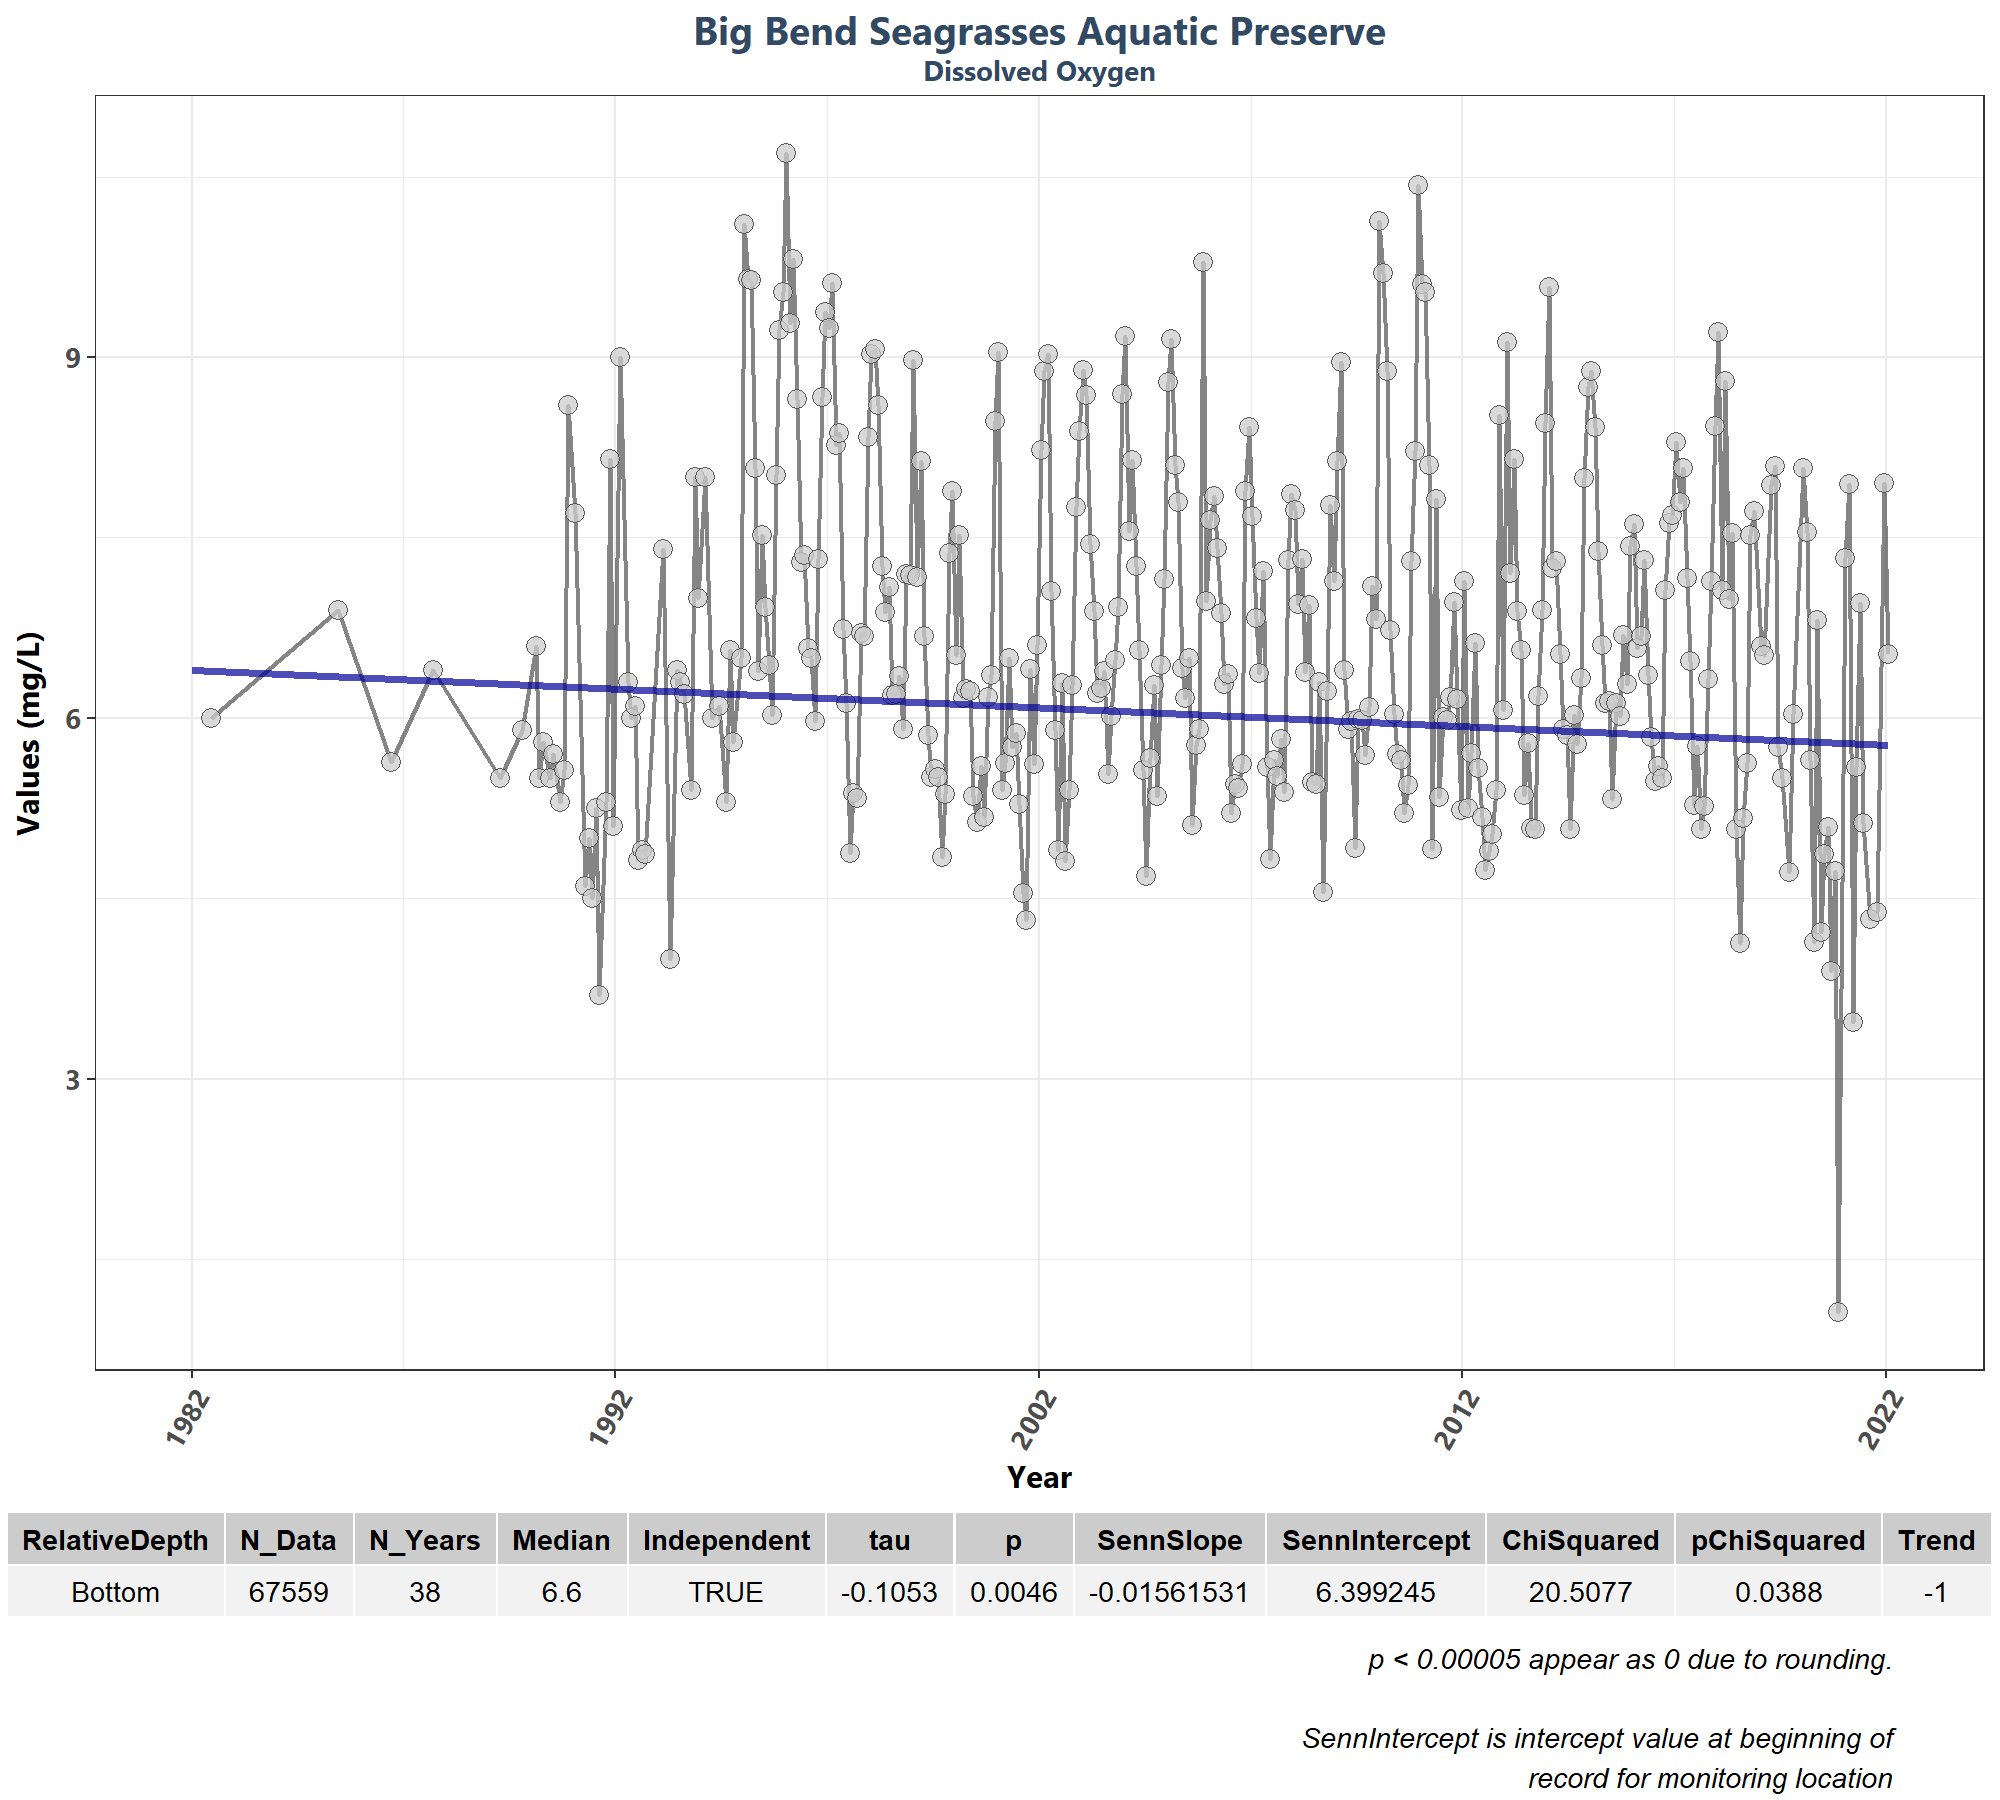 Big Bend Seagrasses Aquatic Preserve
Dissolved Oxygen
Values (mg/L)
9
6
3
1982
1992
2002
2012
2022
Year
RelativeDepth N_Data N_Years Median Independent tau p SennSlope SennIntercept ChiSquared pChiSquared Trend
Bottom 67559 38 6.6 TRUE -0.1053 0.0046 -0.01561531 6.399245 20.5077 0.0388 -1
p < 0.00005 appear as 0 due to rounding.
SennIntercept is intercept value at beginning of
record for monitoring location